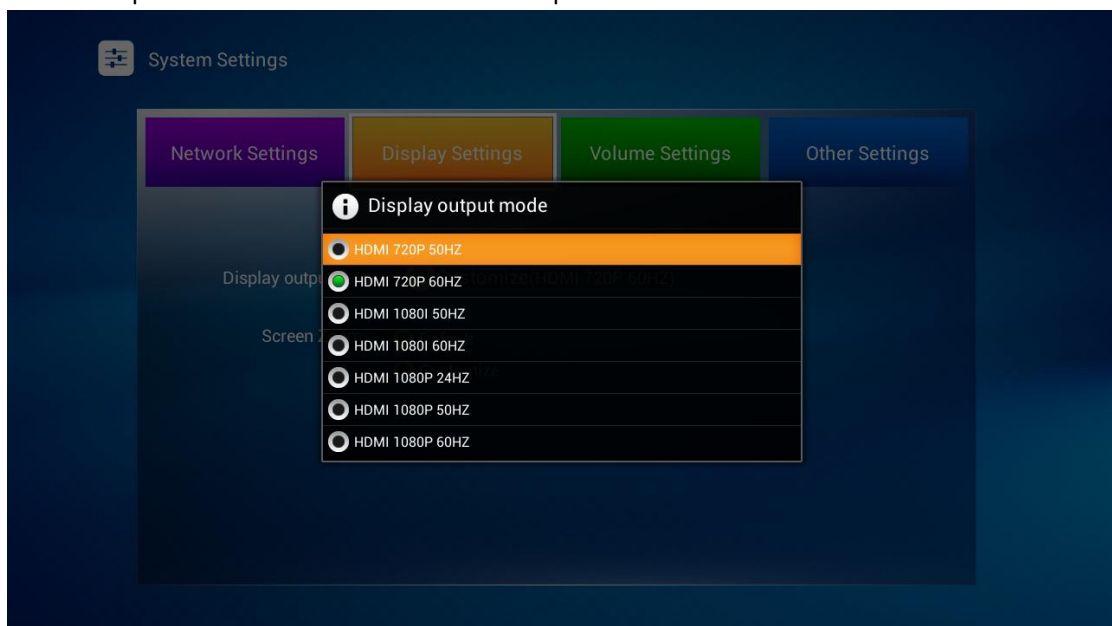 System Settings
Network Settings
Display Settings
Volume Settings
Other Settings
Display output mode
HDMI 720P 50HZ
Display outp
HDMI 720P 60HZ
HDMI 1080I 50HZ
Screen
HDMI 1080I 60HZ
HDMI 1080P 24HZ
HDMI 1080P 50HZ
HDMI 1080P 60HZ